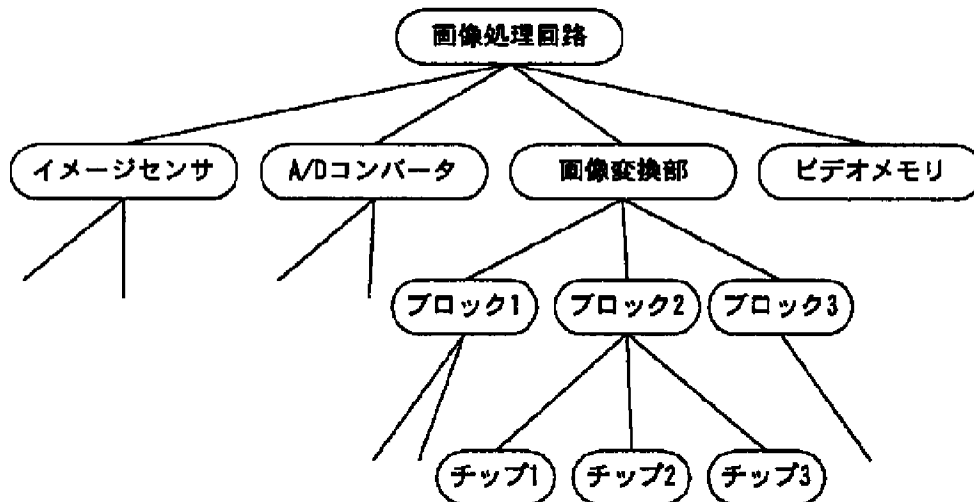 画像処理回路
イメージセンサ
A/Dコンバータ
画像変換部
ビデオメモリ
ブロック1
ブロック2
ブロック3
チップ1
チップ2
チップ3